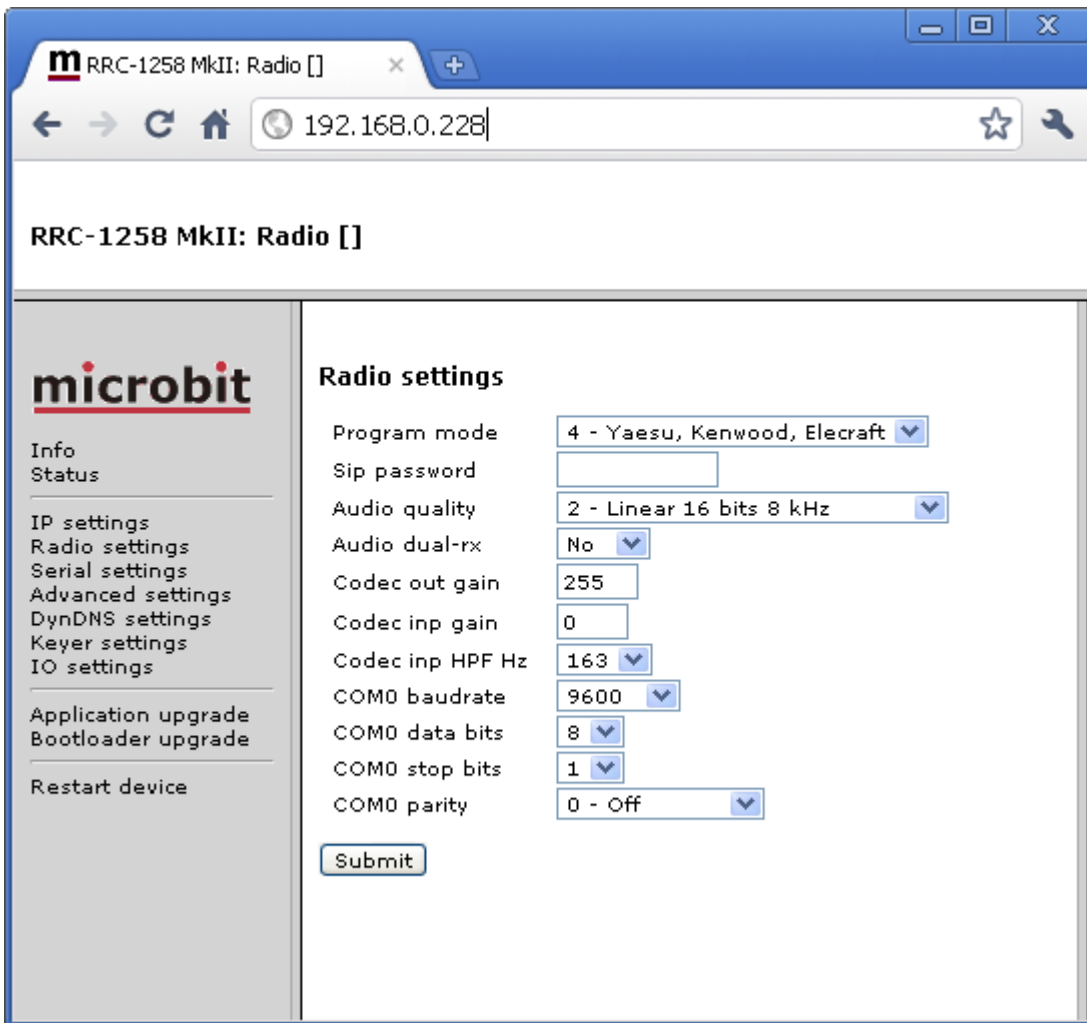 m RRC-1258 MkII: Radio []
192.168.0.228
RRC-1258 MkII: Radio []
microbit
Info
Status
IP settings
Radio settings
Serial settings
Advanced settings
DynDNS settings
Keyer settings
IO settings
Application upgrade
Bootloader upgrade
Restart device
Radio settings
Program mode 4 - Yaesu, Kenwood, Elecraft
Sip password
Audio quality 2 - Linear 16 bits 8 kHz
Audio dual-rx No
Codec out gain 255
Codec inp gain 0
Codec inp HPF Hz 163
COM0 baudrate 9600
COM0 data bits 8
COM0 stop bits 1
COM0 parity 0 - Off
Submit